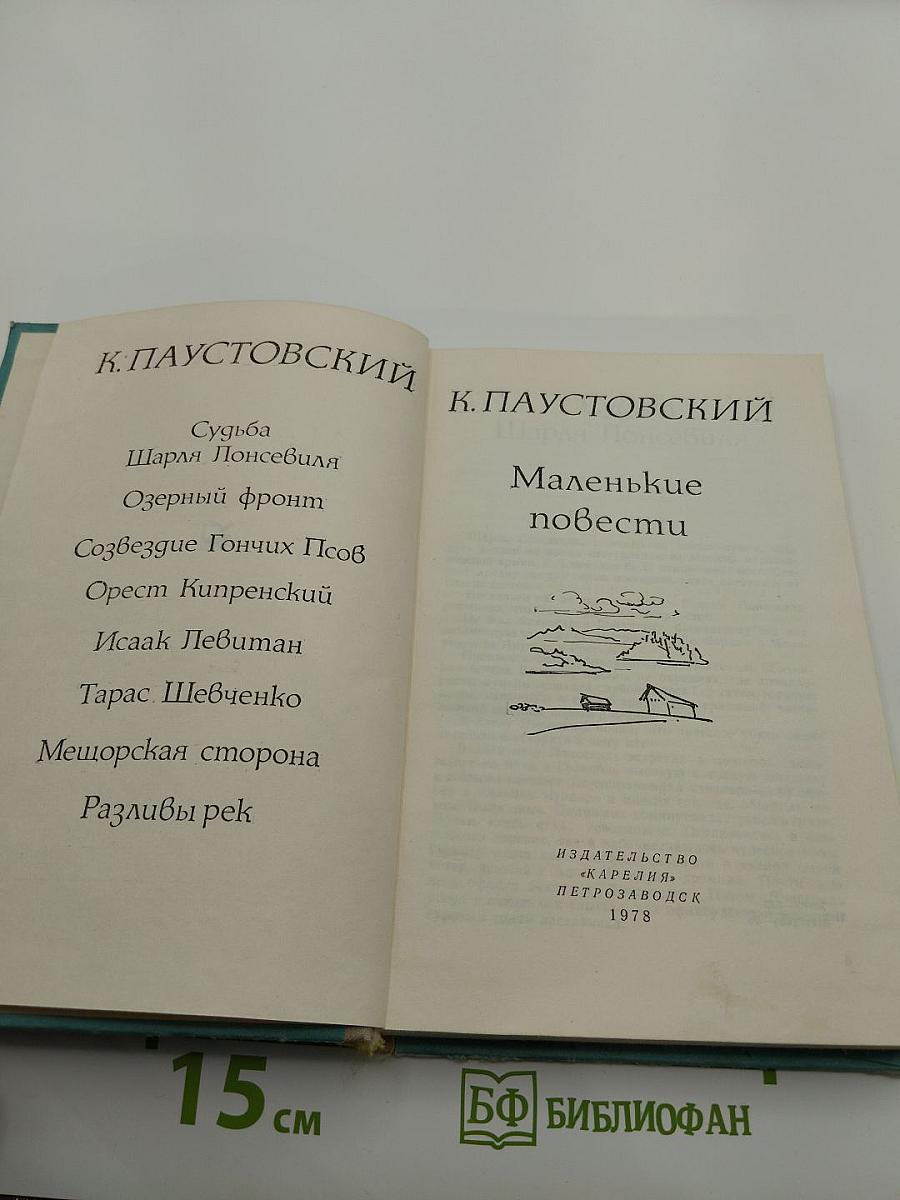 К. ПАУСТОВСКИЙ
Судьба
Шарля Лонсевиля
Озерный фронт
Созвездие Гончих Псов
Орест Кипренский
Исаак Левитан
Тарас Шевченко
Мещорская сторона
Разливы рек
К. ПАУСТОВСКИЙ
Маленькие
повести
ИЗДАТЕЛЬСТВО
«КАРЕЛИЯ»
ПЕТРОЗАВОДСК
1978
15 см
БФ БИБЛИОФАН